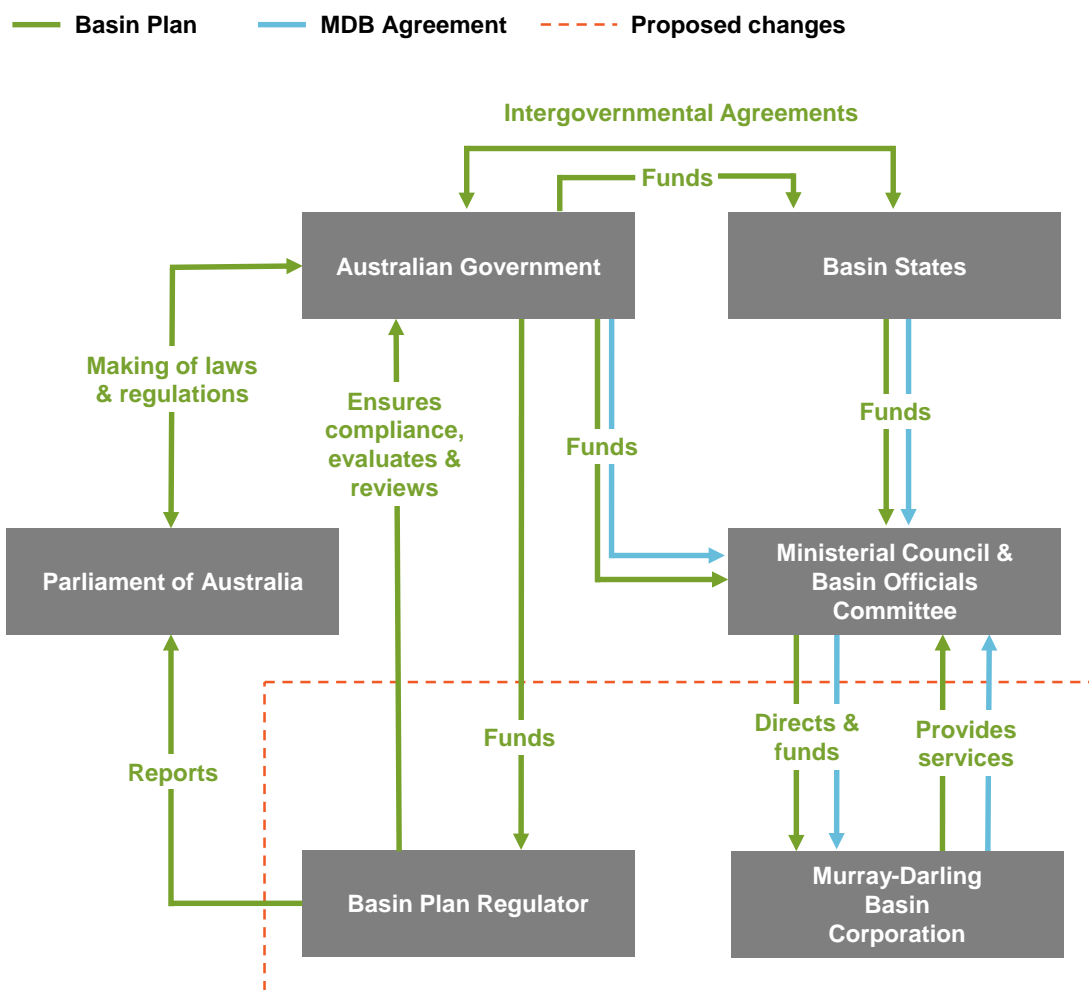 Basin Plan
MDB Agreement
Proposed changes
Intergovernmental Agreements
Funds
Australian Government
Basin States
Making of laws
& regulations
Ensures
compliance,
evaluates &
reviews
Funds
Funds
Parliament of Australia
Ministerial Council &
Basin Officials
Committee
Reports
Funds
Directs &
funds
Provides
services
Basin Plan Regulator
Murray-Darling
Basin
Corporation